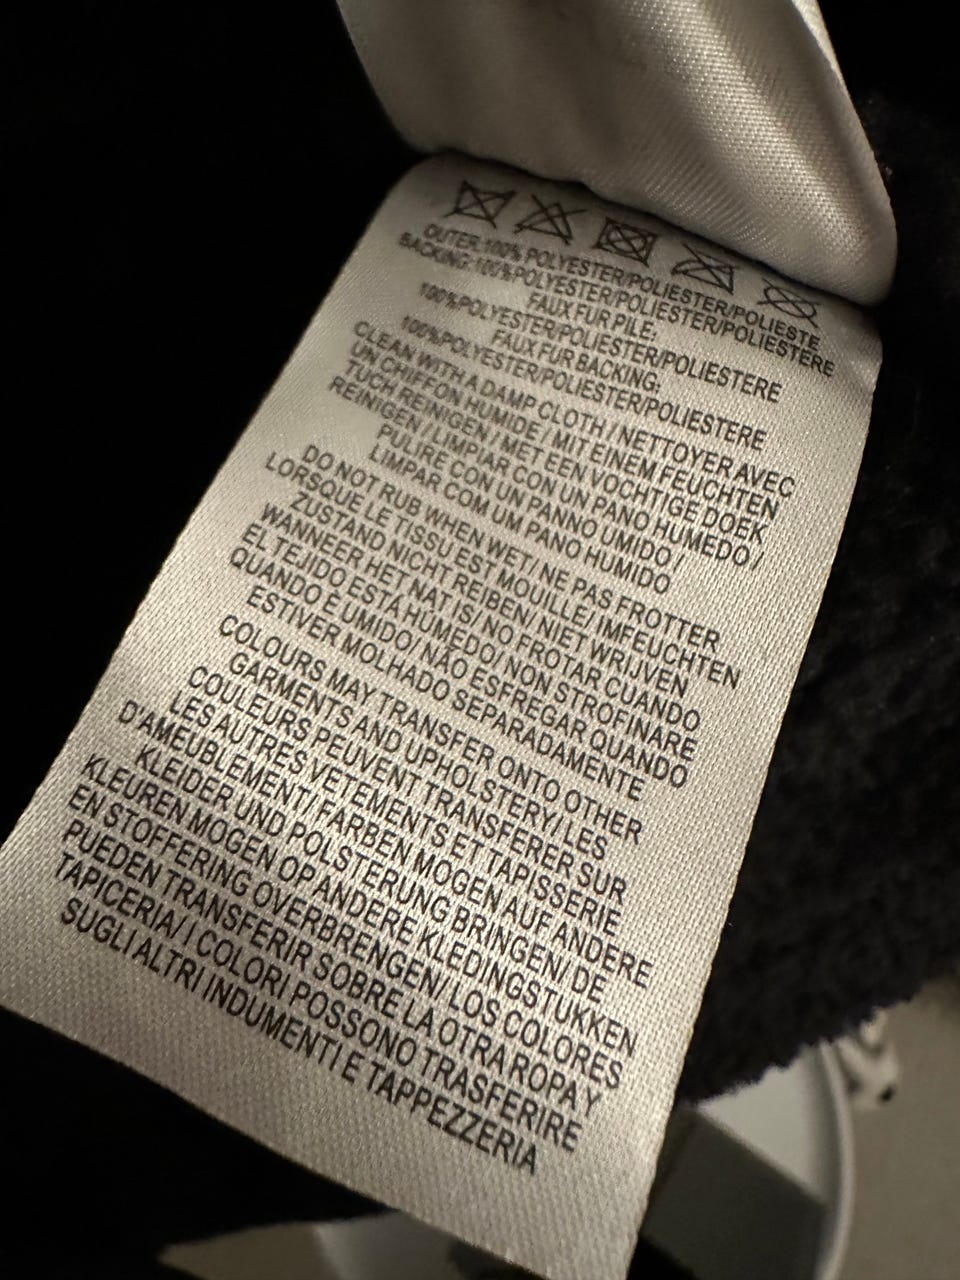 OUTER:100% POLYESTER/POLIESTER/POLIESTE
BACKING:100%POLYESTER/POLIESTER/POLIESTERE
FAUX FUR PILE:
100%POLYESTER/POLIESTER/POLIESTERE
FAUX FUR BACKING:
100%POLYESTER/POLIESTER/POLIESTERE
CLEAN WITH A DAMP CLOTH / NETTOYER AVEC
UN CHIFFON HUMIDE / MIT EINEM FEUCHTEN
TUCH REINIGEN / MET EEN VOCHTIGE DOEK
REINIGEN / LIMPIAR CON UN PANO HUMEDO /
PULIRE CON UN PANNO UMIDO /
LIMPAR COM UM PANO HUMIDO
DO NOT RUB WHEN WET/ NE PAS FROTTER
LORSQUE LE TISSU EST MOUILLE/ IMFEUCHTEN
ZUSTAND NICHT REIBEN/ NIET WRIJVEN
WANNEER HET NAT IS/ NO FROTAR CUANDO
EL TEJIDO ESTÁ HÚMEDO/ NON STROFINARE
QUANDO E UMIDO/ NÃO ESFREGAR QUANDO
ESTIVER MOLHADO SEPARADAMENTE
COLOURS MAY TRANSFER ONTO OTHER
GARMENTS AND UPHOLSTERY/ LES
COULEURS PEUVENT TRANSFERER SUR
LES AUTRES VETEMENTS ET TAPISSERIE
D'AMEUBLEMENT/ FARBEN MOGEN AUF ANDERE
KLEIDER UND POLSTERUNG BRINGEN/ DE
KLEUREN MOGEN OP ANDERE KLEDINGSTUKKEN
EN STOFFERING OVERBRENGEN/ LOS COLORES
PUEDEN TRANSFERIR SOBRE LA OTRA ROPA Y
TAPICERIA/ I COLORI POSSONO TRASFERIRE
SUGLI ALTRI INDUMENTI E TAPPEZZERIA